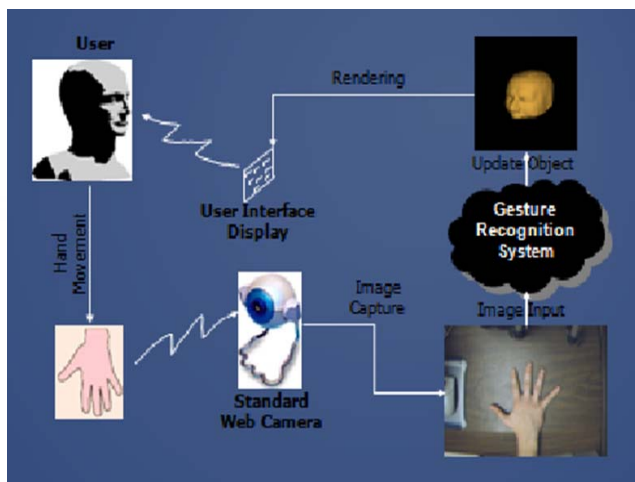 User
Rendering
Update Object
User Interface
Display
Gesture
Recognition
System
Hand
Movement
Image
Capture
Image Input
Standard
Web Camera